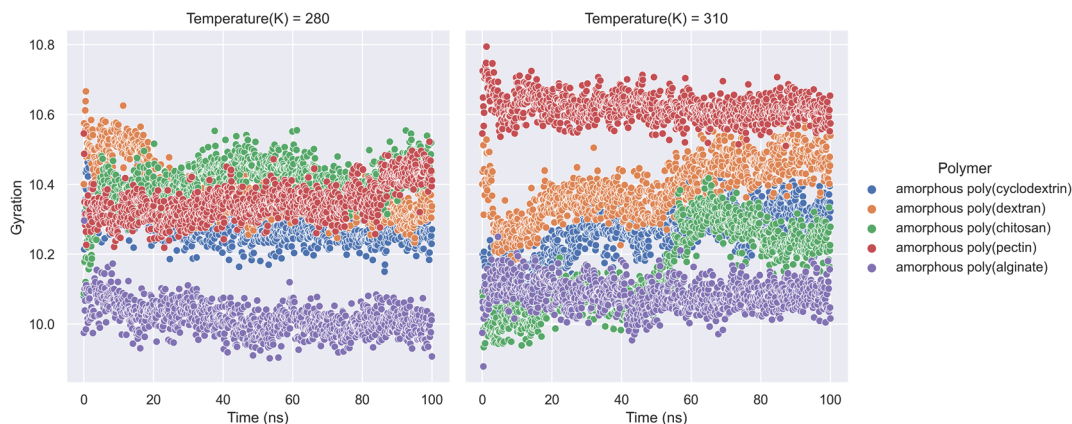 Temperature(K) = 280
Temperature(K) = 310
Gyration
10.8
10.6
10.4
10.2
10.0
0 20 40 60 80 100
Time (ns)
0 20 40 60 80 100
Time (ns)
Polymer
amorphous poly(cyclodextrin)
amorphous poly(dextran)
amorphous poly(chitosan)
amorphous poly(pectin)
amorphous poly(alginate)